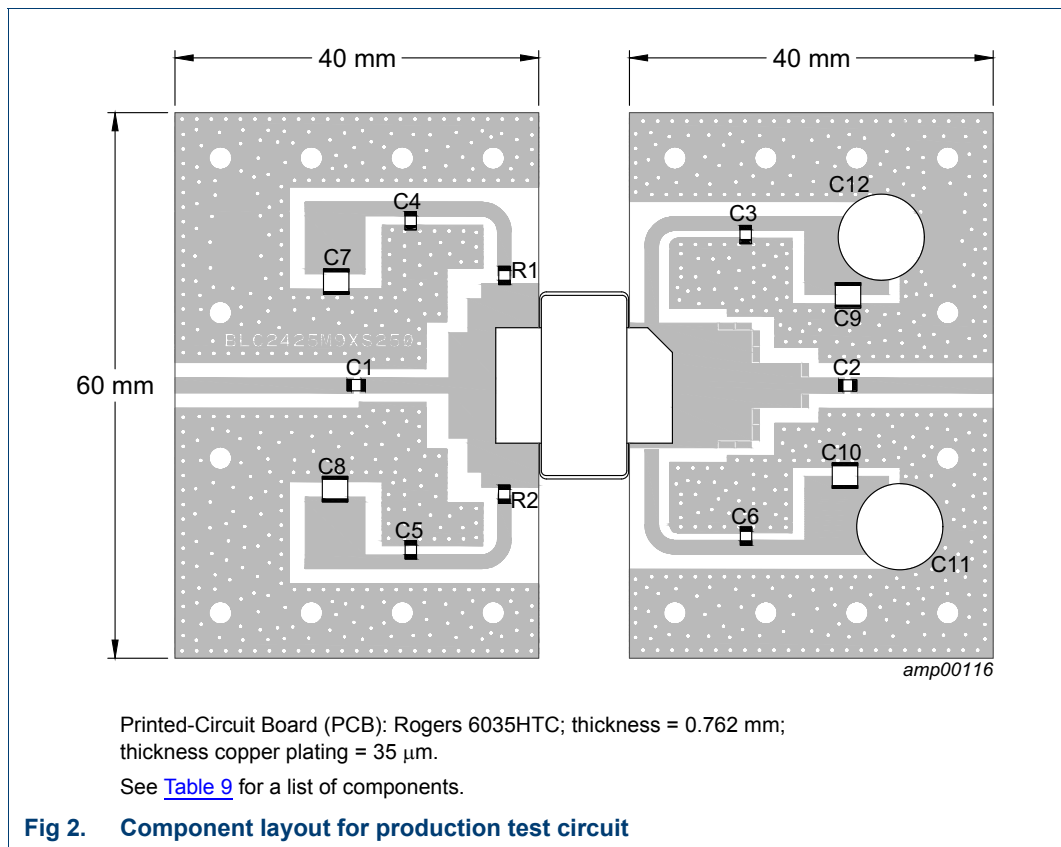 40 mm
40 mm
C12
C4
C3
C7
R1
C9
BLC2425M9XS250
C1
C2
60 mm
C8
C10
R2
C5
C6
C11
amp00116
Printed-Circuit Board (PCB): Rogers 6035HTC; thickness = 0.762 mm;
thickness copper plating = 35 μm.
See Table 9 for a list of components.
Fig 2. Component layout for production test circuit